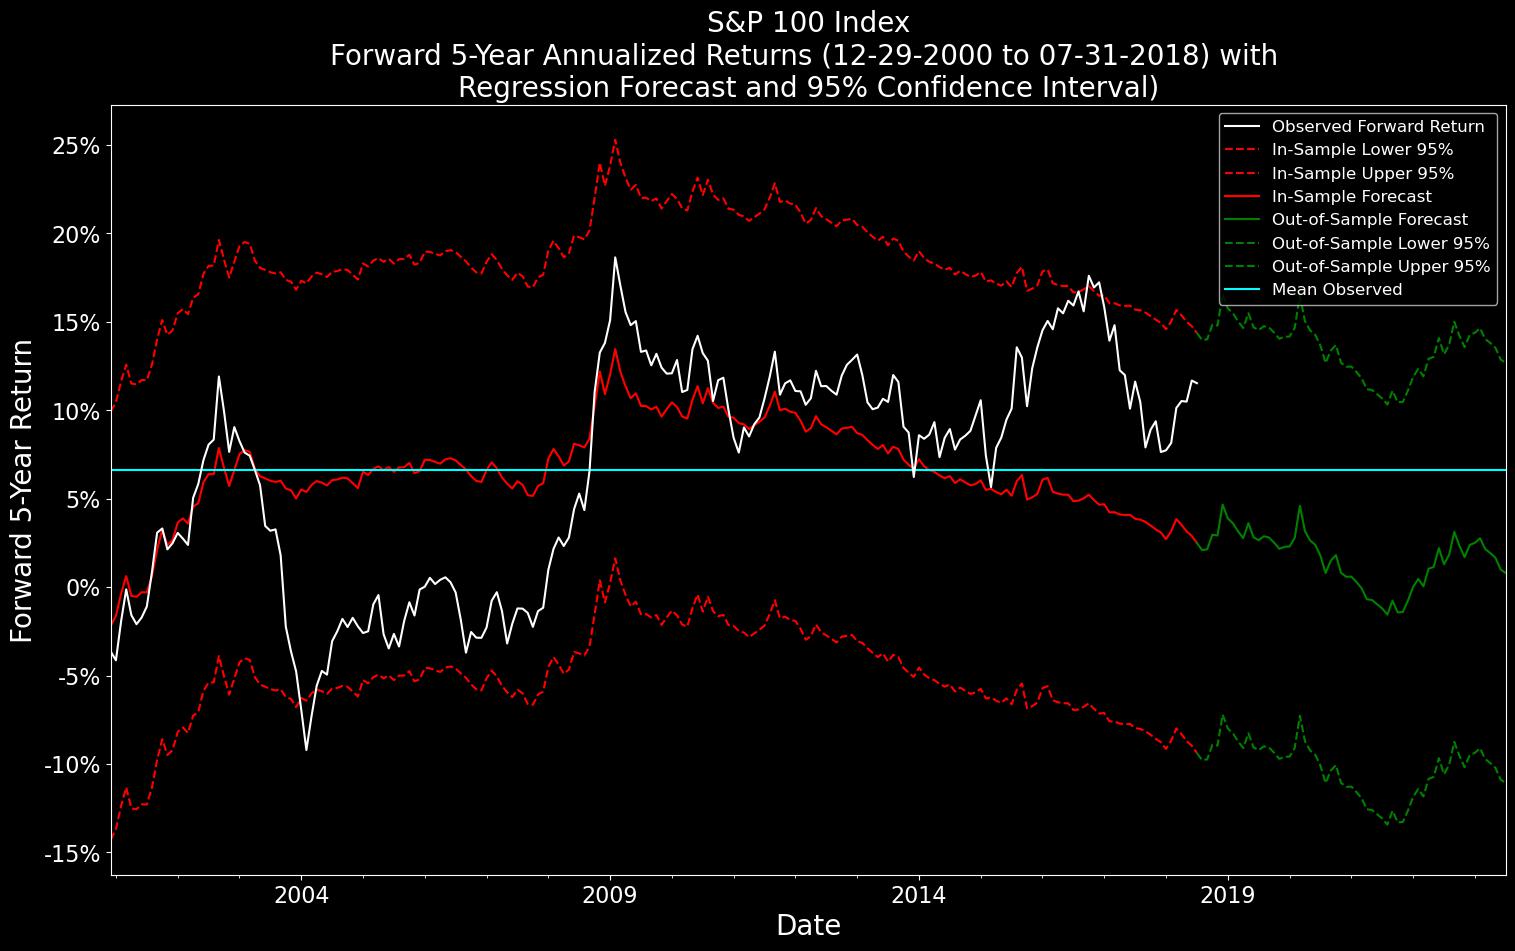 S&P 100 Index
Forward 5-Year Annualized Returns (12-29-2000 to 07-31-2018) with
Regression Forecast and 95% Confidence Interval)
Observed Forward Return
In-Sample Lower 95%
In-Sample Upper 95%
In-Sample Forecast
Out-of-Sample Forecast
Out-of-Sample Lower 95%
Out-of-Sample Upper 95%
Mean Observed
Forward 5-Year Return
25%
20%
15%
10%
5%
0%
-5%
-10%
-15%
2004
2009
2014
2019
Date